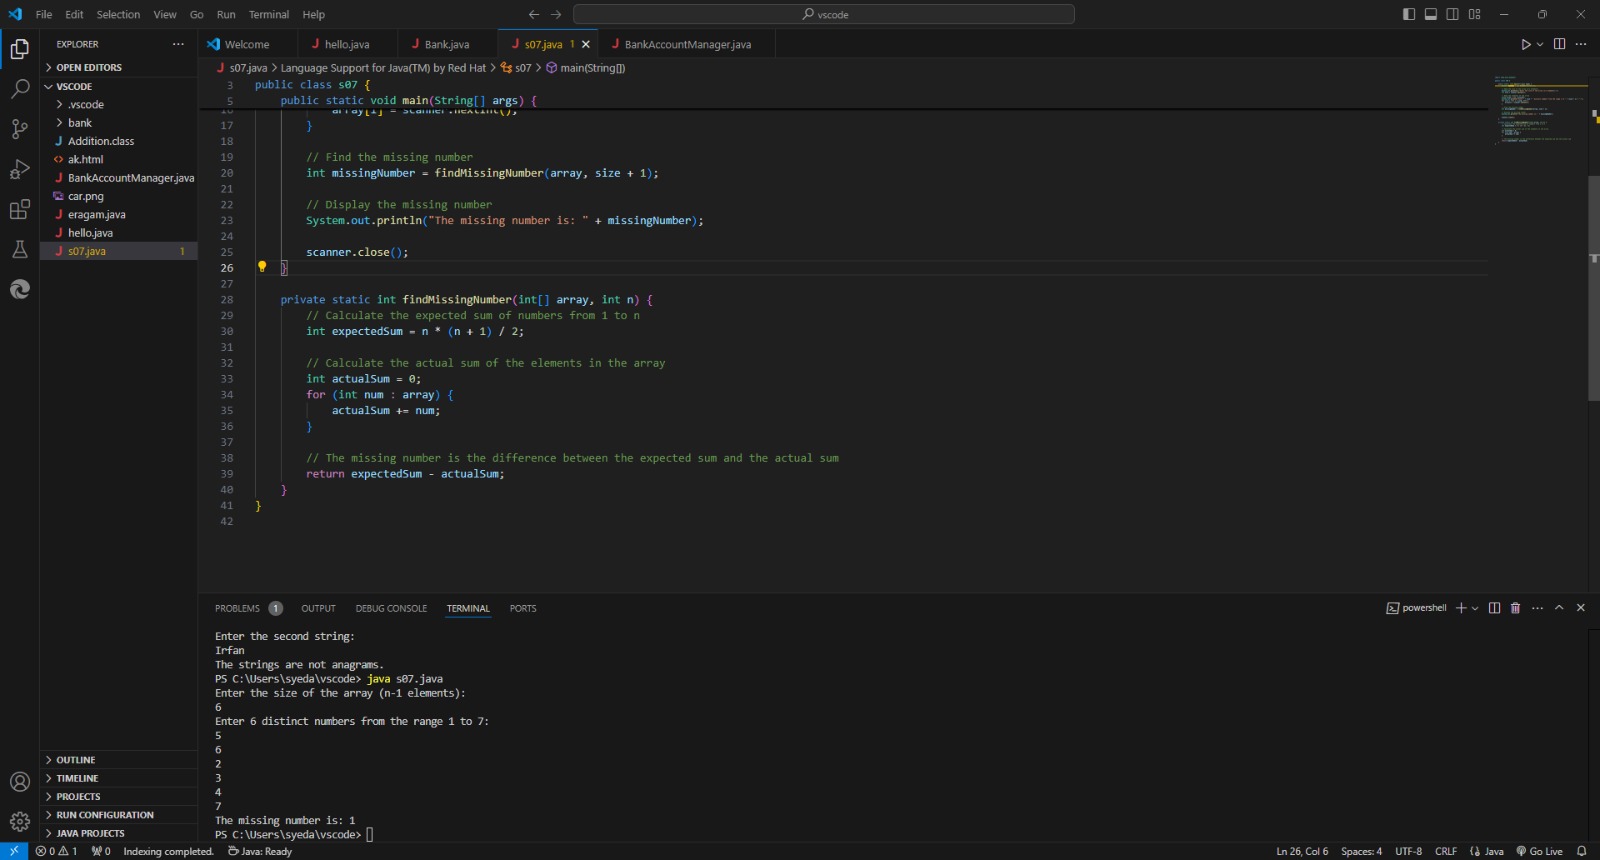 File Edit Selection View Go Run Terminal Help
vscode
EXPLORER
OPEN EDITORS
VSCODE
.vscode
bank
Addition.class
ak.html
BankAccountManager.java
car.png
eragam.java
hello.java
s07.java 1
OUTLINE
TIMELINE
PROJECTS
RUN CONFIGURATION
JAVA PROJECTS
Welcome hello.java Bank.java s07.java 1 BankAccountManager.java
s07.java > Language Support for Java(TM) by Red Hat > s07 > main(String[])
3 public class s07 {
5 public static void main(String[] args) {
16 array[i] = scanner.nextInt();
17 }
18
19 // Find the missing number
20 int missingNumber = findMissingNumber(array, size + 1);
21
22 // Display the missing number
23 System.out.println("The missing number is: " + missingNumber);
24
25 scanner.close();
26 }
27
28 private static int findMissingNumber(int[] array, int n) {
29 // Calculate the expected sum of numbers from 1 to n
30 int expectedSum = n * (n + 1) / 2;
31
32 // Calculate the actual sum of the elements in the array
33 int actualSum = 0;
34 for (int num : array) {
35 actualSum += num;
36 }
37
38 // The missing number is the difference between the expected sum and the actual sum
39 return expectedSum - actualSum;
40 }
41 }
42
PROBLEMS 1 OUTPUT DEBUG CONSOLE TERMINAL PORTS
powershell
Enter the second string:
Irfan
The strings are not anagrams.
PS C:\Users\syeda\vscode> java s07.java
Enter the size of the array (n-1 elements):
6
Enter 6 distinct numbers from the range 1 to 7:
5
6
2
3
4
7
The missing number is: 1
PS C:\Users\syeda\vscode>
0 1 0 Indexing completed. Java: Ready
Ln 26, Col 6 Spaces: 4 UTF-8 CRLF Java Go Live